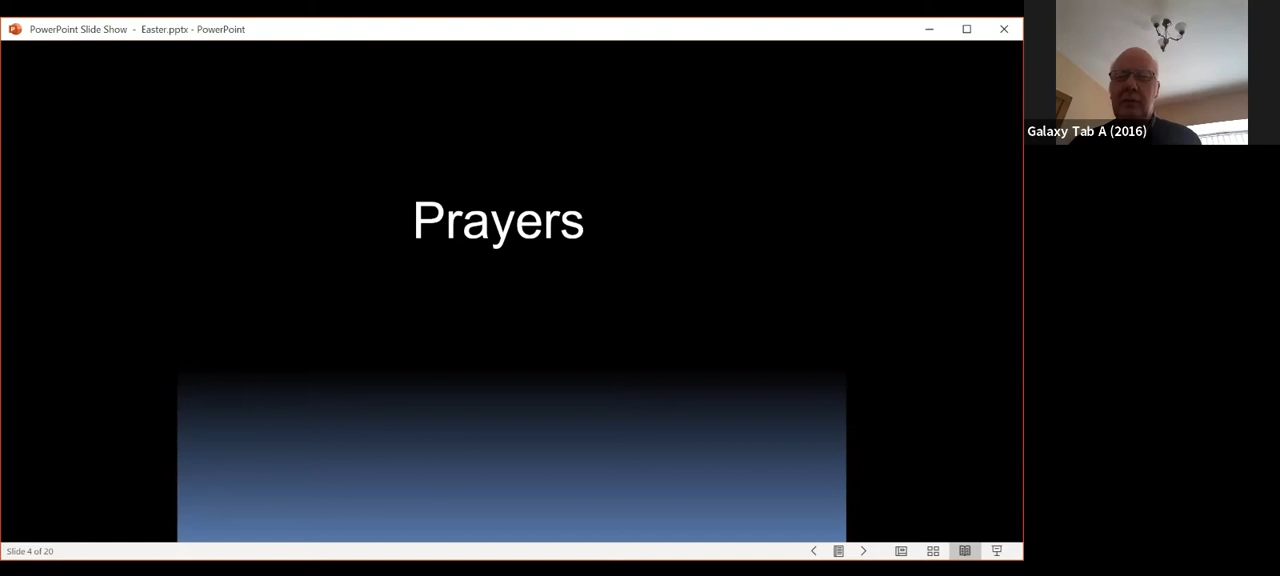 PowerPoint Slide Show - Easter.pptx - PowerPoint
Galaxy Tab A (2016)
Prayers
Slide 4 of 20